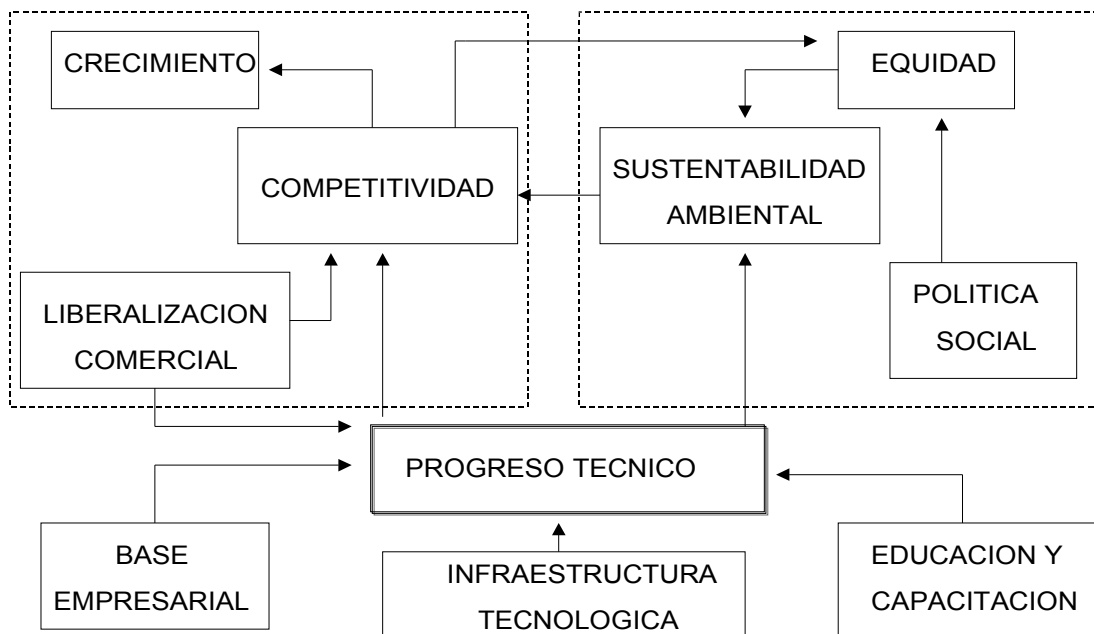 CRECIMIENTO
EQUIDAD
COMPETITIVIDAD
SUSTENTABILIDAD
AMBIENTAL
LIBERALIZACION
COMERCIAL
POLITICA
SOCIAL
PROGRESO TECNICO
BASE
EMPRESARIAL
INFRAESTRUCTURA
TECNOLOGICA
EDUCACION Y
CAPACITACION